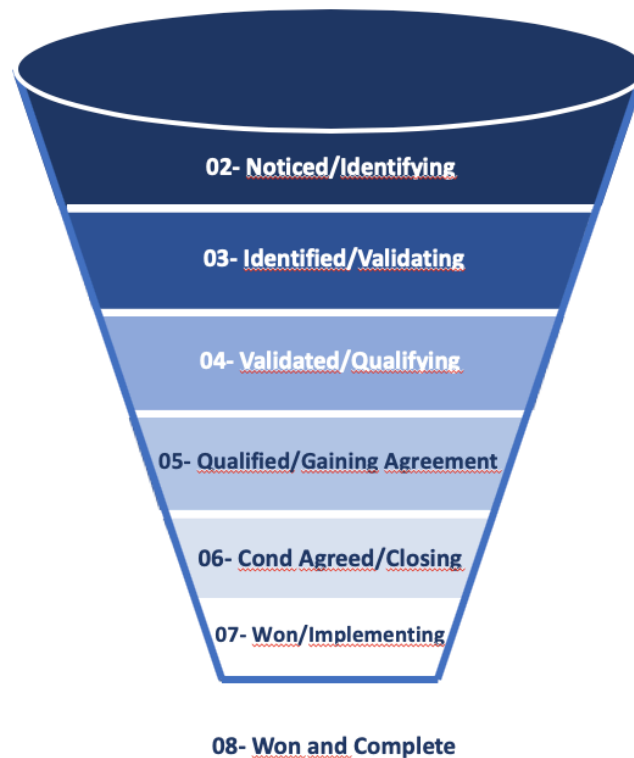 02- Noticed/Identifying
03- Identified/Validating
04- Validated/Qualifying
05- Qualified/Gaining Agreement
06- Cond Agreed/Closing
07- Won/Implementing
08- Won and Complete